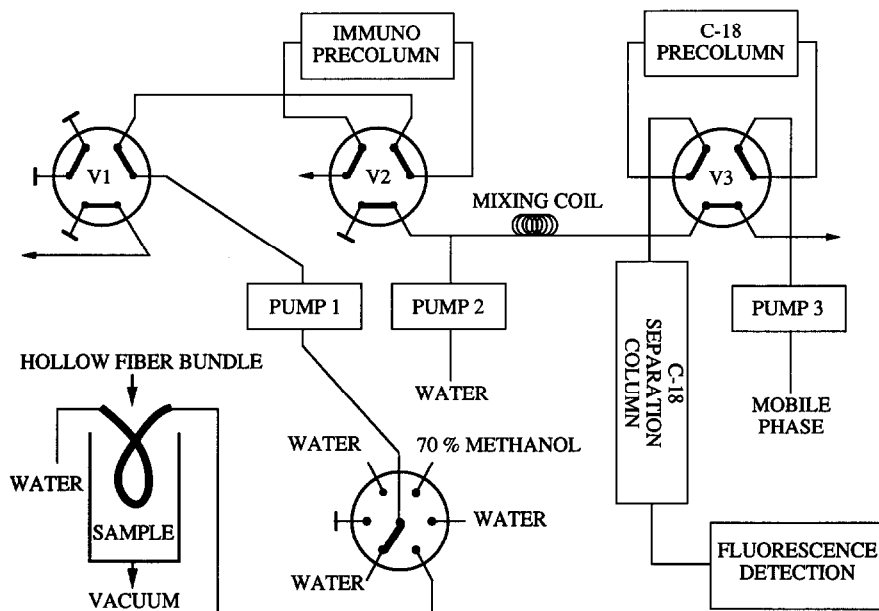 IMMUNO
PRECOLUMN
C-18
PRECOLUMN
V1
V2
V3
MIXING COIL
PUMP 1
PUMP 2
PUMP 3
C-18
SEPARATION
COLUMN
HOLLOW FIBER BUNDLE
WATER
MOBILE
PHASE
WATER
70 % METHANOL
WATER
SAMPLE
WATER
WATER
VACUUM
FLUORESCENCE
DETECTION